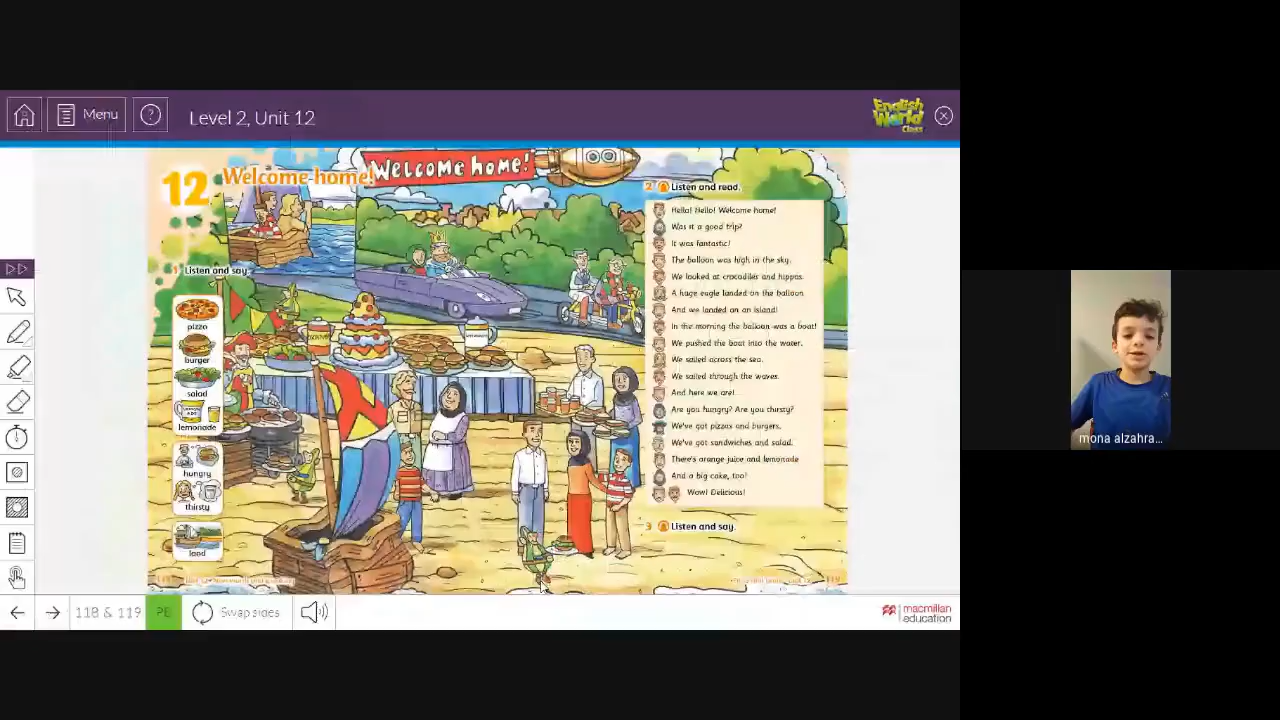 Menu
?
Level 2, Unit 12
English World Class
12
Welcome home!
Welcome home!
1 Listen and say.
pizza
burger
salad
lemonade
hungry
thirsty
land
2 Listen and read.
Hello! Hello! Welcome home!
Was it a good trip?
It was fantastic!
The balloon was high in the sky.
We looked at crocodiles and hippos.
A huge eagle landed on the balloon.
And we landed on an island!
In the morning the balloon was a boat!
We pushed the boat into the water.
We sailed across the sea.
We sailed through the waves.
And here we are!
Are you hungry? Are you thirsty?
We've got pizzas and burgers.
We've got sandwiches and salad.
There's orange juice and lemonade
And a big cake, too!
Wow! Delicious!
3 Listen and say.
118 & 119
PB
Swap sides
macmillan
education
mona alzahra...